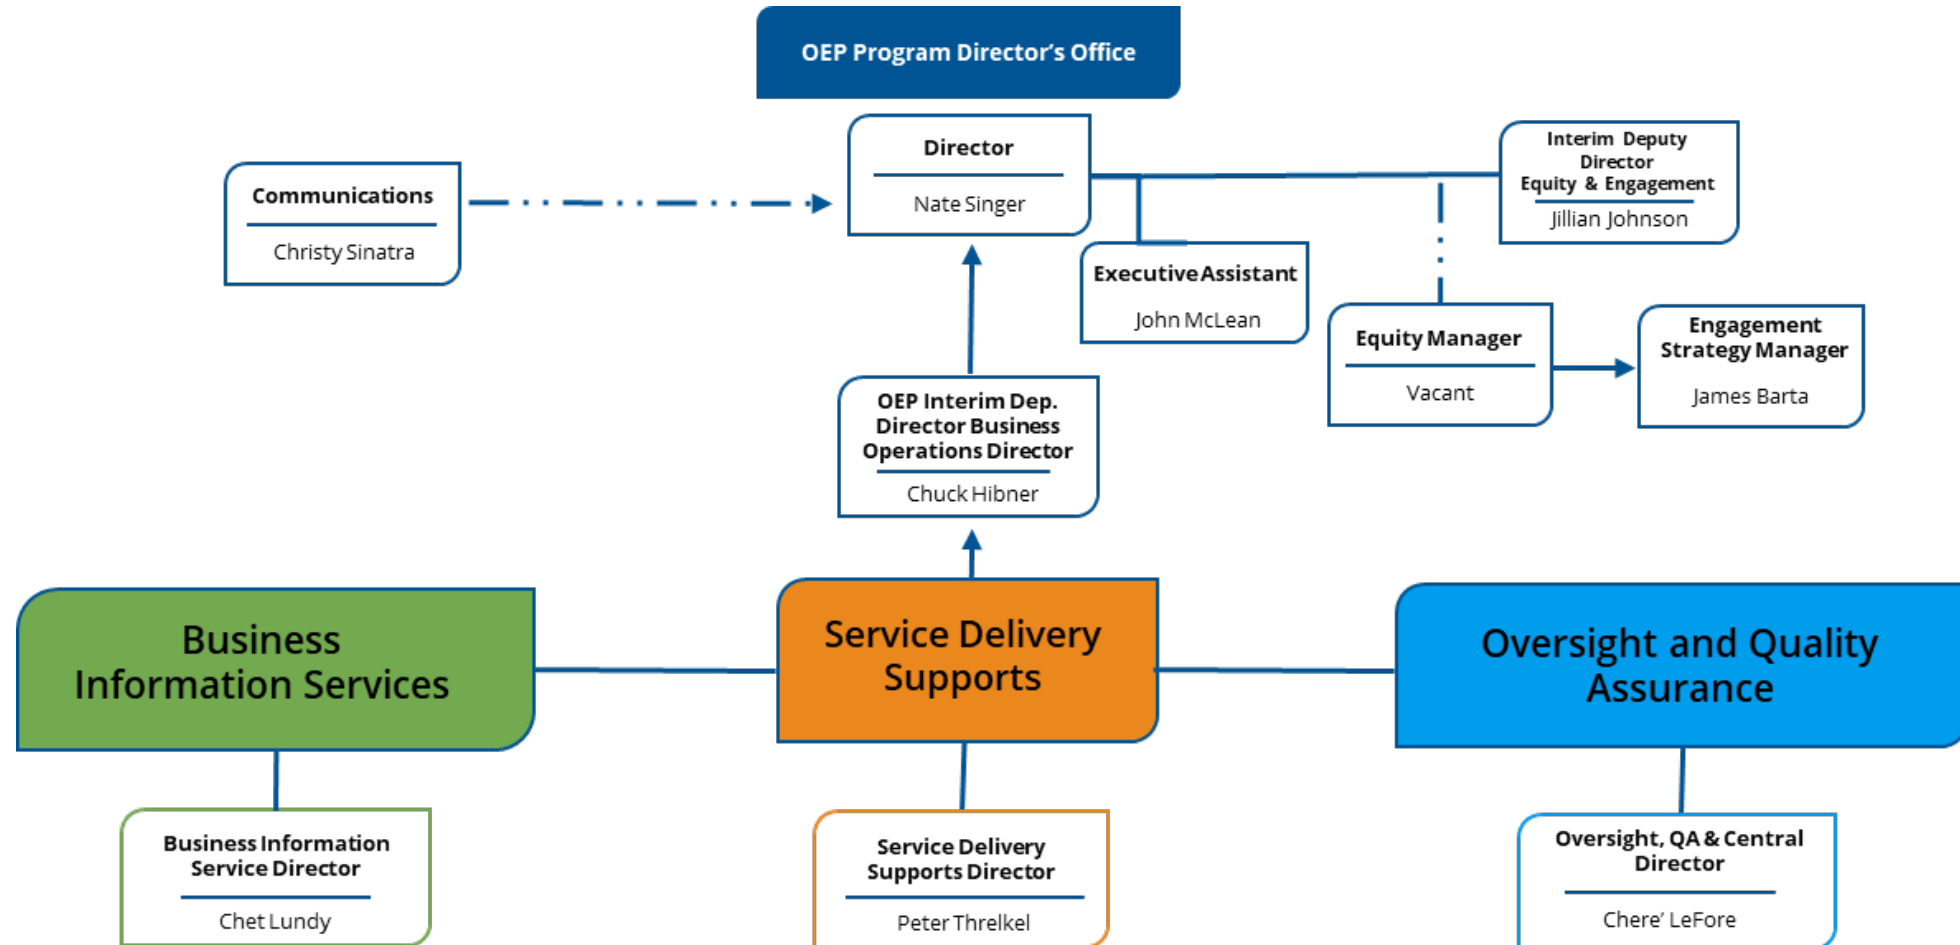 OEP Program Director’s Office
Director
Nate Singer
Interim Deputy
Director
Equity & Engagement
Jillian Johnson
Communications
Christy Sinatra
Executive Assistant
John McLean
Equity Manager
Vacant
Engagement
Strategy Manager
James Barta
OEP Interim Dep.
Director Business
Operations Director
Chuck Hibner
Business
Information Services
Service Delivery
Supports
Oversight and Quality
Assurance
Business Information
Service Director
Chet Lundy
Service Delivery
Supports Director
Peter Threlkel
Oversight, QA & Central
Director
Chere’ LeFore